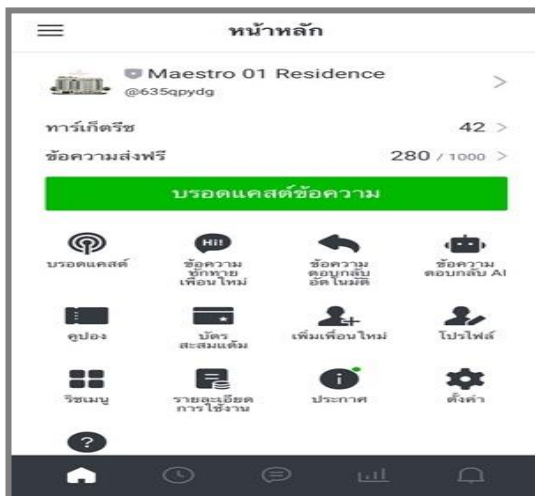 หน้าหลัก
Maestro 01 Residence
@635qpydg
ทาร์เก็ตรีช 42
ข้อความส่งฟรี 280 / 1000
บรอดแคสต์ข้อความ
Hi!
บรอดแคสต์
ข้อความ
ทักทาย
เพื่อนใหม่
ข้อความ
ตอบกลับ
อัตโนมัติ
ข้อความ
ตอบกลับ AI
คูปอง
บัตร
สะสมแต้ม
เพิ่มเพื่อนใหม่
โปรไฟล์
ริชเมนู
รายละเอียด
การใช้งาน
ประกาศ
ตั้งค่า